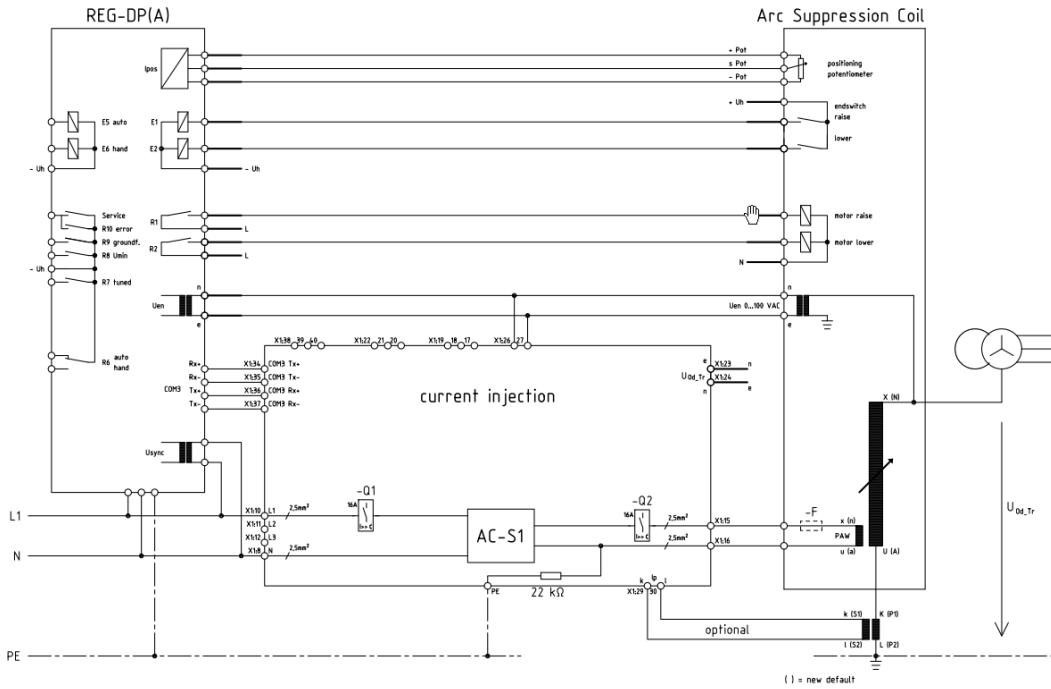 REG-DP(A)
Arc Suppression Coil
Ipos
+ Pot
s Pot
- Pot
positioning
potentiometer
+ Uh
endswitch
raise
lower
E5 auto
E6 hand
- Uh
E1
E2
- Uh
Service
R10 error
R9 groundf.
R8 Umin
- Uh
R7 tuned
R1
L
R2
L
motor raise
motor lower
N
Uen
n
e
Uen 0...100 VAC
n
e
R6
auto
hand
X1:38 39 40
X1:22 21 20
X1:19 18 17
X1:26 27
COM3
Rx+ X1:34 COM3 Tx+
Rx- X1:35 COM3 Tx-
Tx+ X1:36 COM3 Rx+
Tx- X1:37 COM3 Rx-
current injection
e X1:23 n
U0d_Tr
X1:24
n e
Usync
X (N)
U0d_Tr
L1
X1:10 L1
2,5mm²
-Q1
16A
I>> C
X1:11 L2
X1:12 L3
N
X1:8 N
2,5mm²
AC-S1
-Q2
16A
I>> C
2,5mm²
X1:15
2,5mm²
X1:16
-F
x (n)
PAW
u (a)
U (A)
22 kΩ
PE
k Ip l
X1:29 30
optional
k (S1)
l (S2)
K (P1)
L (P2)
PE
( ) = new default